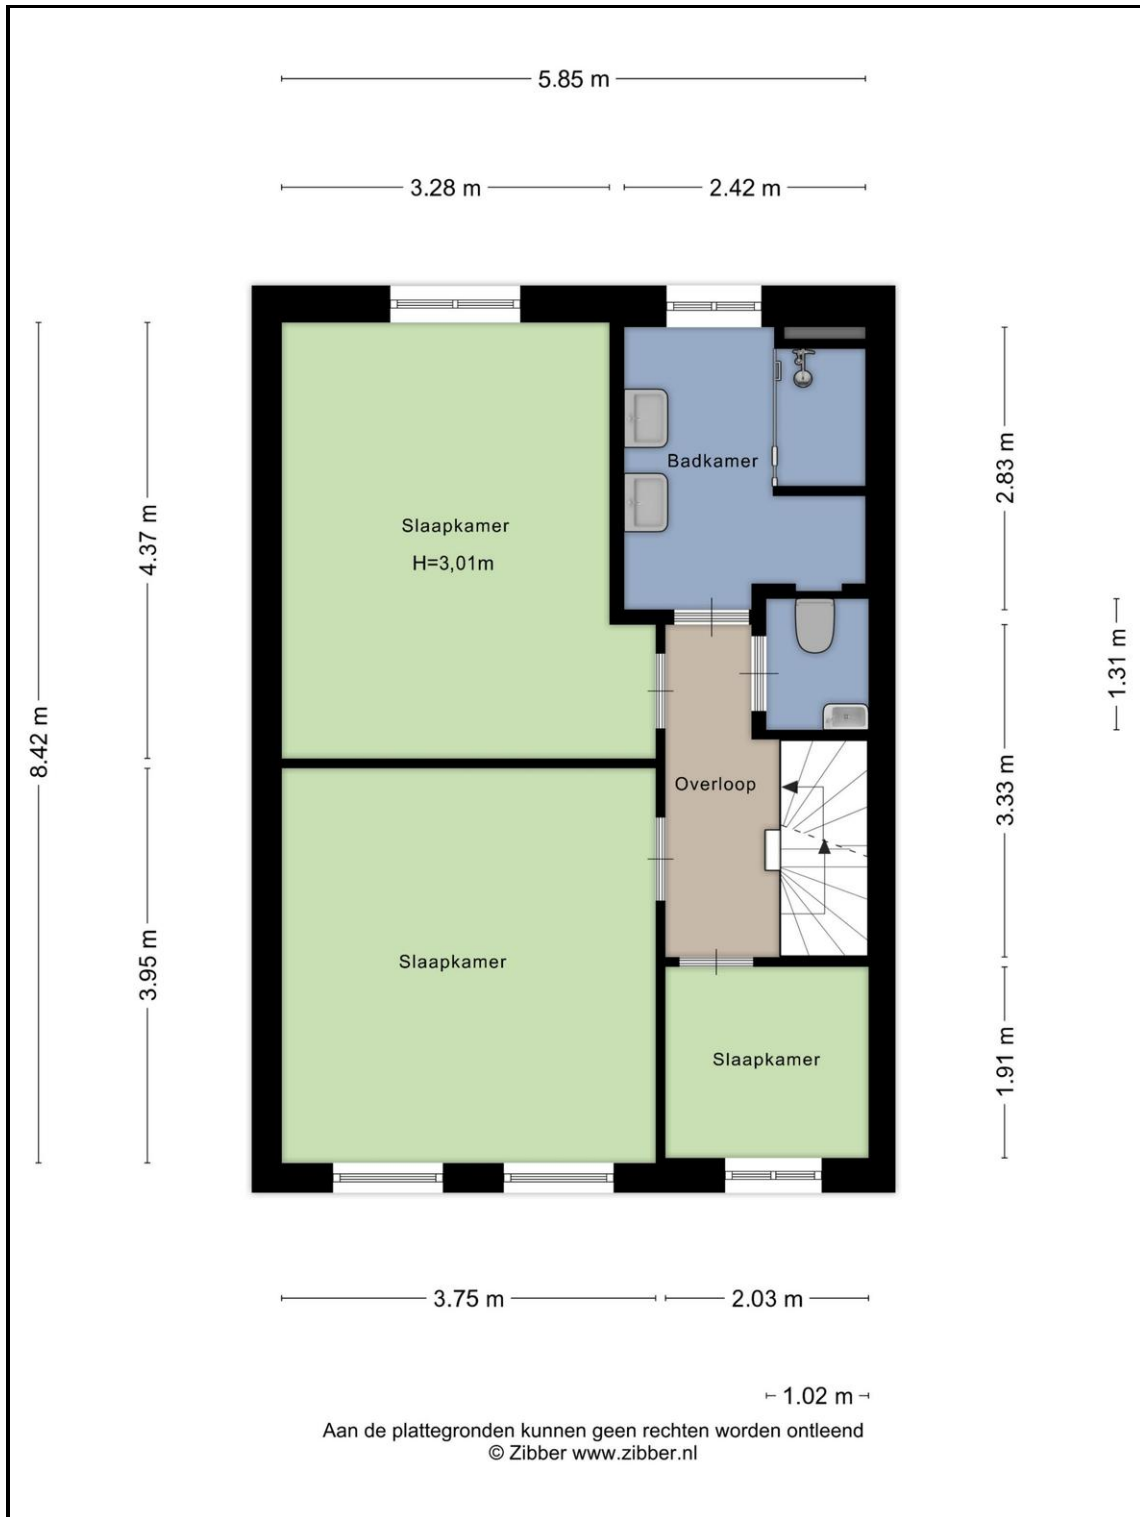 5.85 m
3.28 m
2.42 m
Badkamer
2.83 m
Slaapkamer
H=3,01m
4.37 m
1.31 m
8.42 m
Overloop
3.33 m
3.95 m
Slaapkamer
Slaapkamer
1.91 m
3.75 m
2.03 m
1.02 m
Aan de plattegronden kunnen geen rechten worden ontleend
© Zibber www.zibber.nl